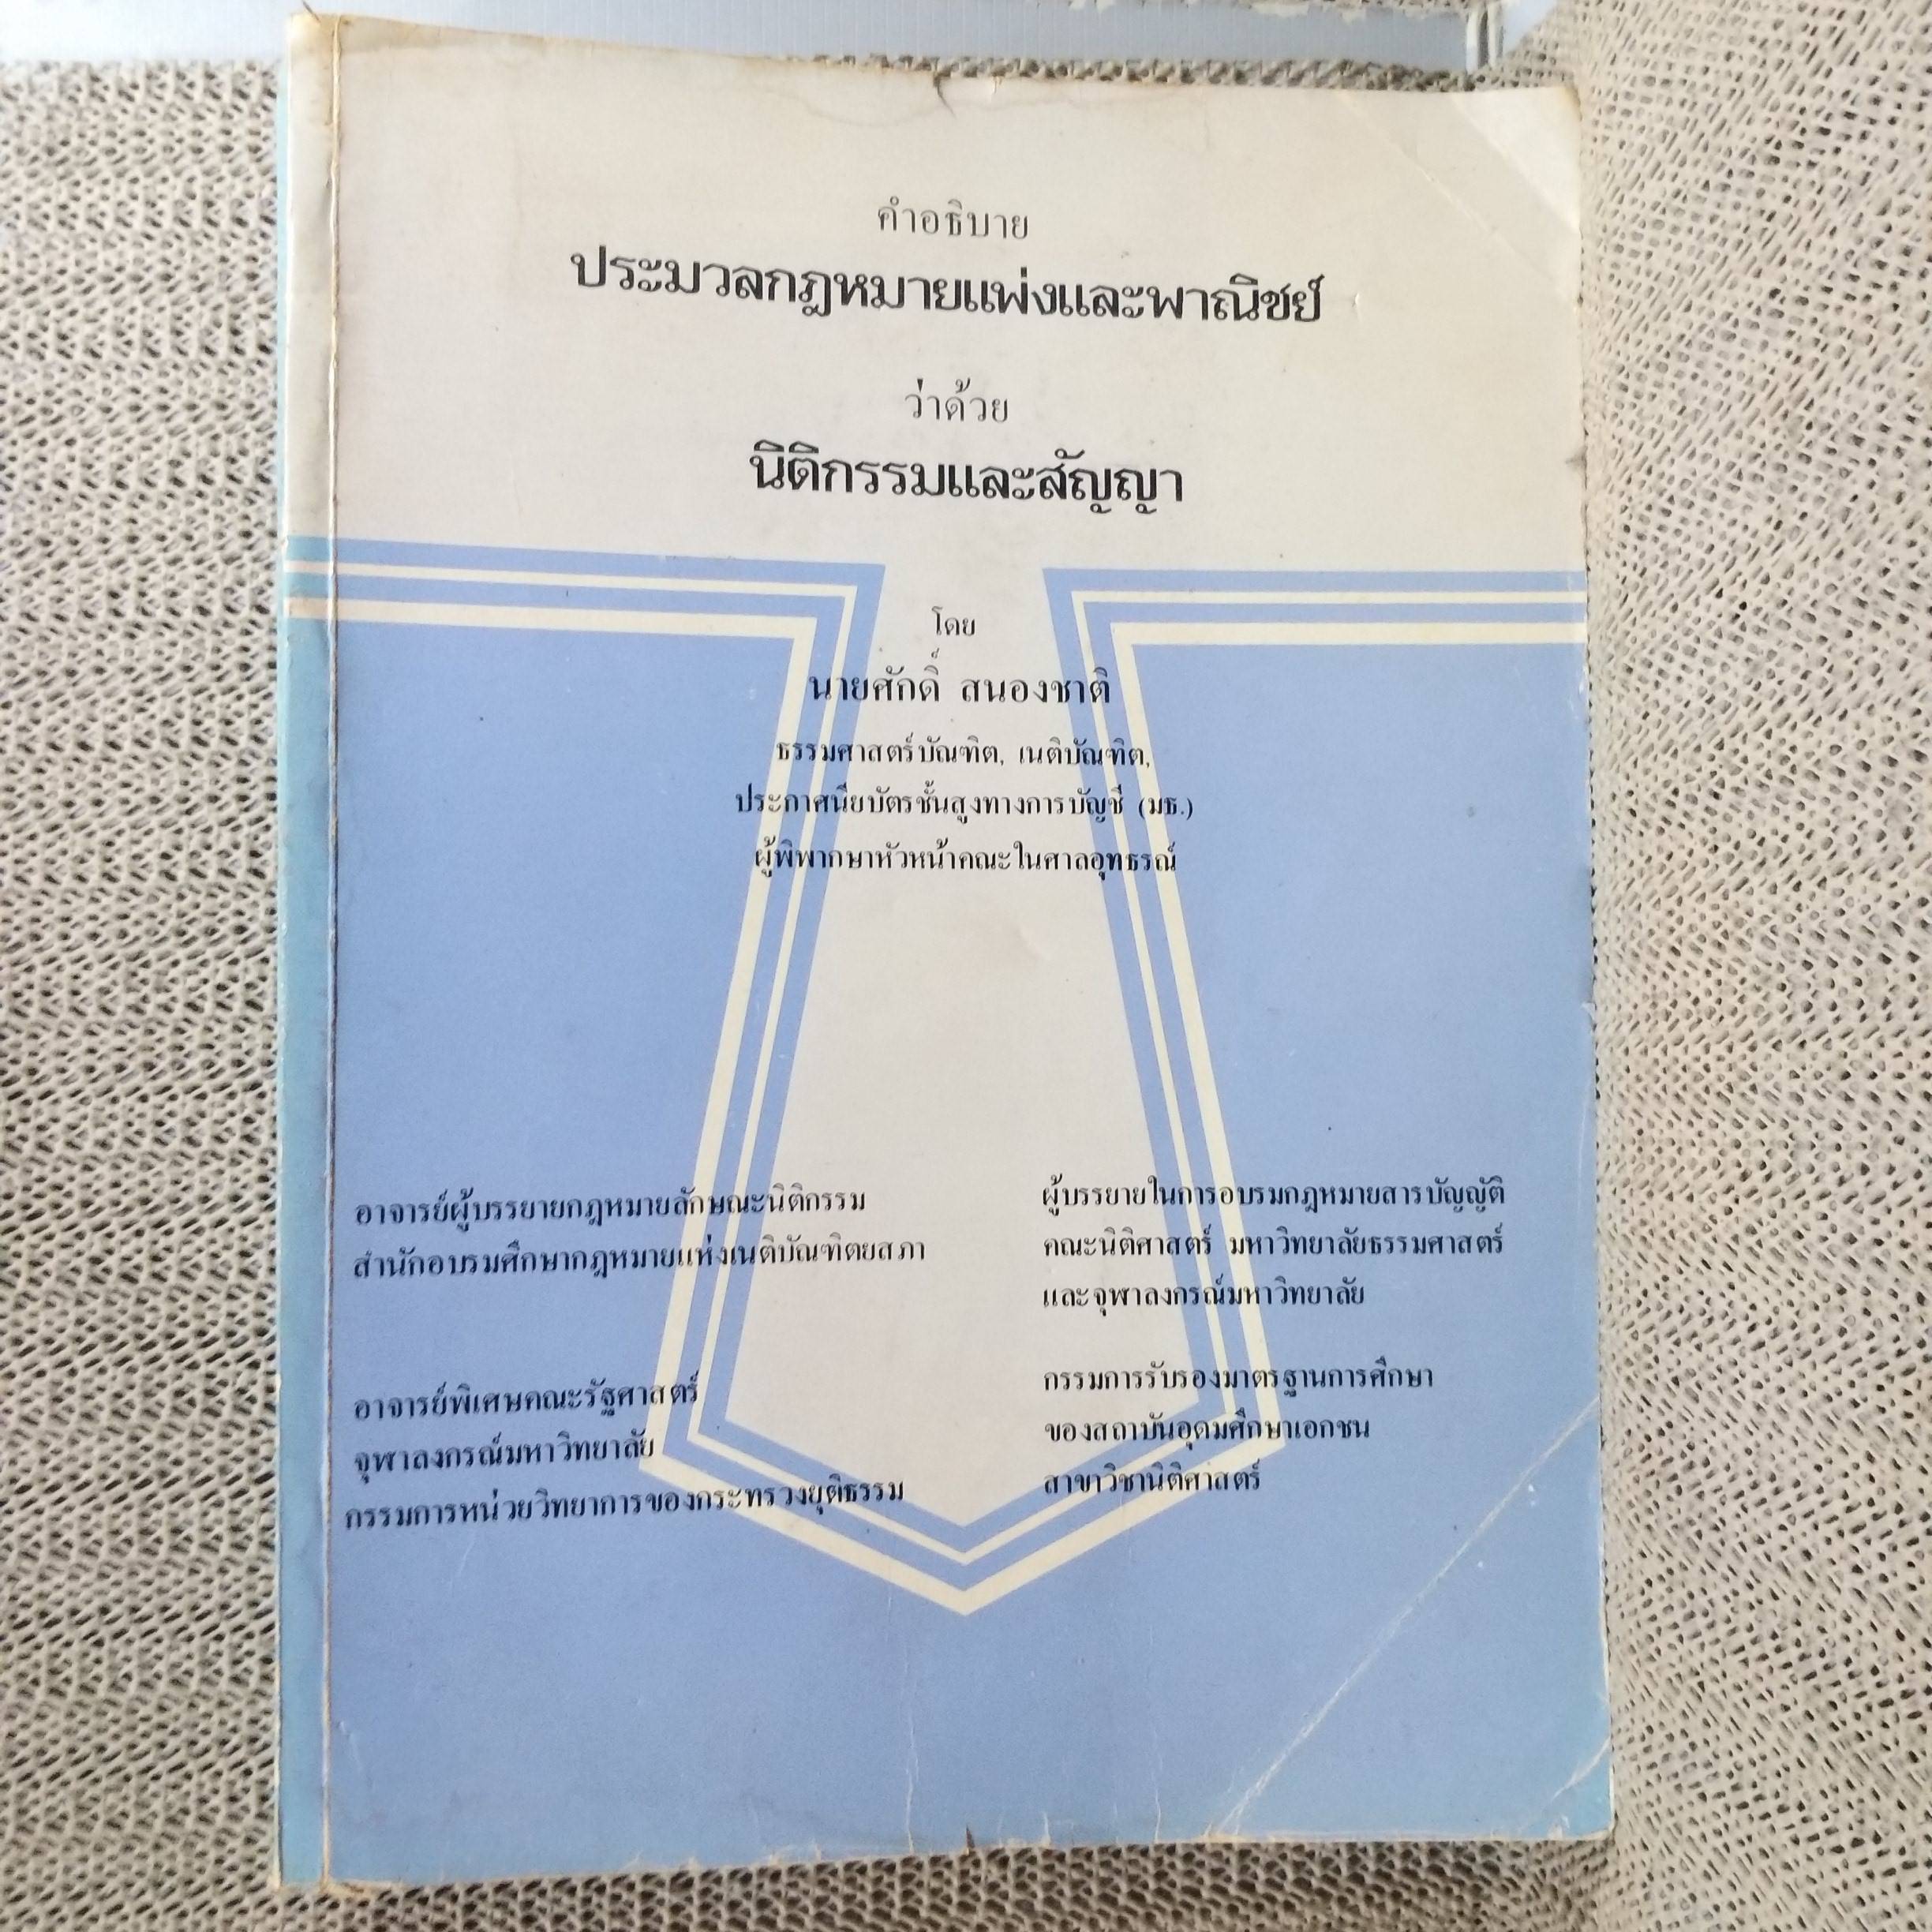 คำอธิบาย
ประมวลกฎหมายแพ่งและพาณิชย์
ว่าด้วย
นิติกรรมและสัญญา
โดย
นายศักดิ์ สนองชาติ
ธรรมศาสตร์บัณฑิต, เนติบัณฑิต,
ประกาศนียบัตรชั้นสูงทางการบัญชี (มธ.)
ผู้พิพากษาหัวหน้าคณะในศาลอุทธรณ์
อาจารย์ผู้บรรยายกฎหมายลักษณะนิติกรรม
สำนักอบรมศึกษากฎหมายแห่งเนติบัณฑิตยสภา
อาจารย์พิเศษคณะรัฐศาสตร์
จุฬาลงกรณ์มหาวิทยาลัย
กรรมการหน่วยวิทยาการของกระทรวงยุติธรรม
ผู้บรรยายในการอบรมกฎหมายสารบัญญัติ
คณะนิติศาสตร์ มหาวิทยาลัยธรรมศาสตร์
และจุฬาลงกรณ์มหาวิทยาลัย
กรรมการรับรองมาตรฐานการศึกษา
ของสถาบันอุดมศึกษาเอกชน
สาขาวิชานิติศาสตร์